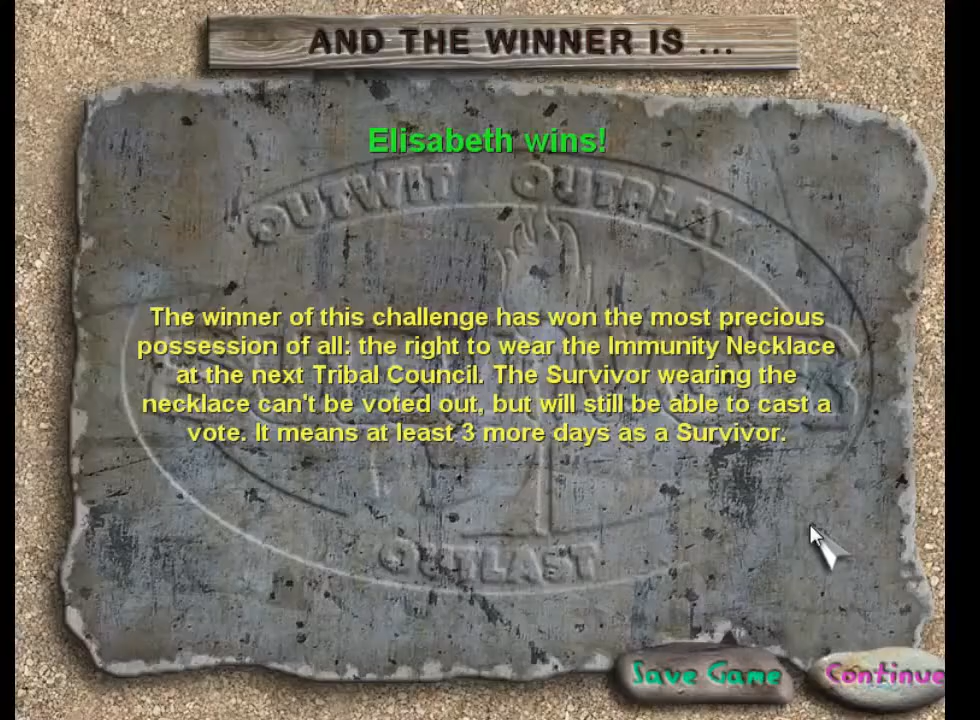 AND THE WINNER IS ...
Elisabeth wins!
OUTWIT OUTPLAY
The winner of this challenge has won the most precious
possession of all: the right to wear the Immunity Necklace
at the next Tribal Council. The Survivor wearing the
necklace can't be voted out, but will still be able to cast a
vote. It means at least 3 more days as a Survivor.
OUTLAST
Save Game
Continue